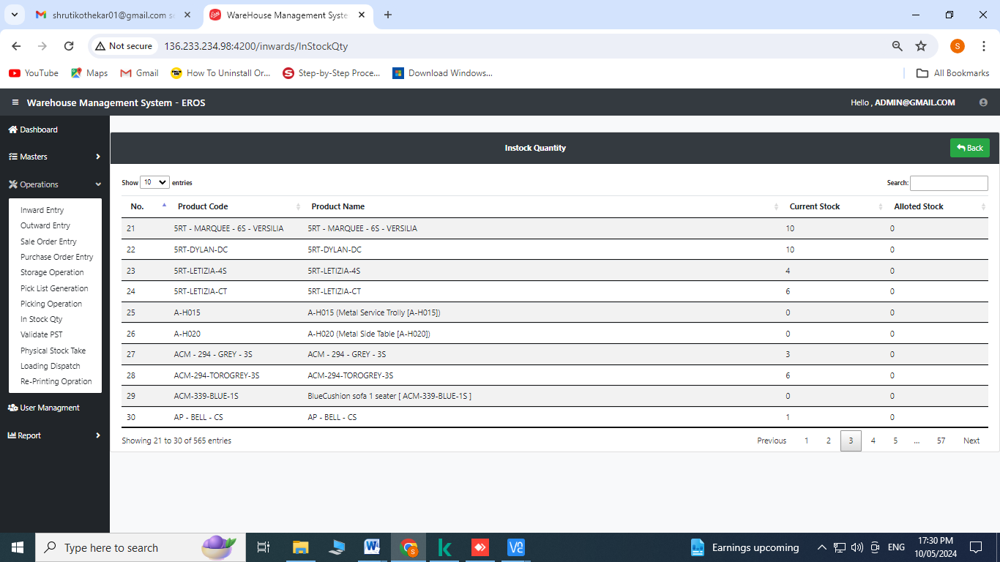 shrutikothekar01@gmail.com se
WareHouse Management Syste
Not secure
136.233.234.98:4200/inwards/InStockQty
S
YouTube Maps Gmail How To Uninstall Or... Step-by-Step Proce... Download Windows... All Bookmarks
Warehouse Management System - EROS
Hello , ADMIN@GMAIL.COM
Dashboard
Masters
Operations
Inward Entry
Outward Entry
Sale Order Entry
Purchase Order Entry
Storage Operation
Pick List Generation
Picking Operation
In Stock Qty
Validate PST
Physical Stock Take
Loading Dispatch
Re-Printing Opration
User Managment
Report
Instock Quantity
Back
Show 10 entries
Search:
No. Product Code Product Name Current Stock Alloted Stock
21 5RT - MARQUEE - 6S - VERSILIA 5RT - MARQUEE - 6S - VERSILIA 10 0
22 5RT-DYLAN-DC 5RT-DYLAN-DC 10 0
23 5RT-LETIZIA-4S 5RT-LETIZIA-4S 4 0
24 5RT-LETIZIA-CT 5RT-LETIZIA-CT 6 0
25 A-H015 A-H015 (Metal Service Trolly [A-H015]) 0 0
26 A-H020 A-H020 (Metal Side Table [A-H020]) 0 0
27 ACM - 294 - GREY - 3S ACM - 294 - GREY - 3S 3 0
28 ACM-294-TOROGREY-3S ACM-294-TOROGREY-3S 6 0
29 ACM-339-BLUE-1S BlueCushion sofa 1 seater [ ACM-339-BLUE-1S ] 0 0
30 AP - BELL - CS AP - BELL - CS 1 0
Showing 21 to 30 of 565 entries
Previous 1 2 3 4 5 ... 57 Next
Type here to search
Earnings upcoming
ENG
17:30 PM
10/05/2024